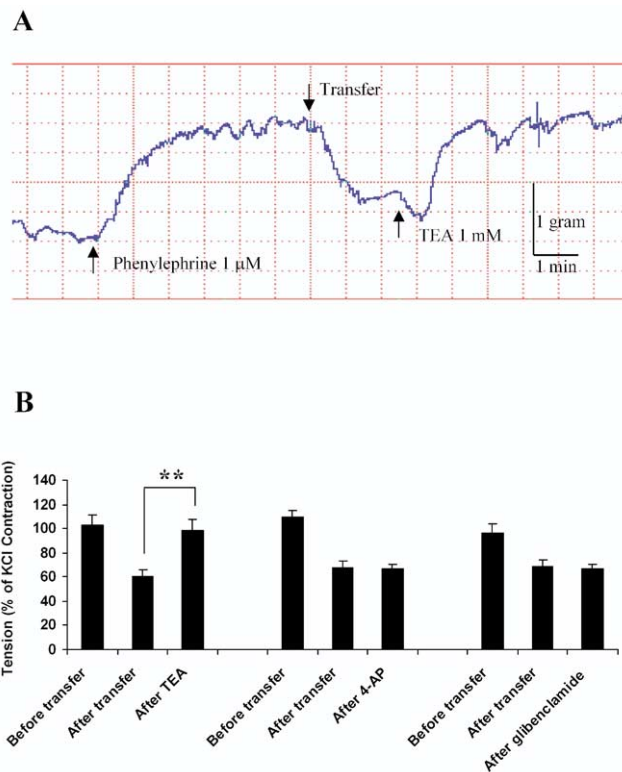 A
Transfer
TEA 1 mM
1 gram
1 min
Phenylephrine 1 µM
B
Tension (% of KCl Contraction)
140
120
100
80
60
40
20
0
**
Before transfer
After transfer
After TEA
Before transfer
After transfer
After 4-AP
Before transfer
After transfer
After glibenclamide